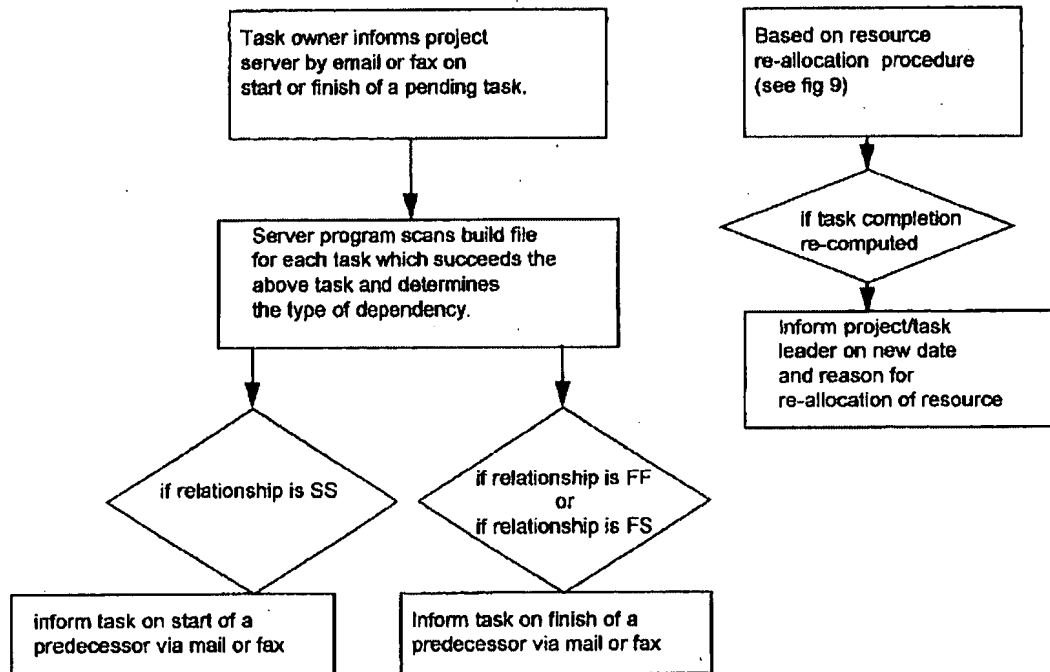 Task owner informs project
server by email or fax on
start or finish of a pending task.
Server program scans build file
for each task which succeeds the
above task and determines
the type of dependency.
if relationship is SS
if relationship is FF
or
if relationship is FS
inform task on start of a
predecessor via mail or fax
Inform task on finish of a
predecessor via mail or fax
Based on resource
re-allocation procedure
(see fig 9)
if task completion
re-computed
Inform project/task
leader on new date
and reason for
re-allocation of resource